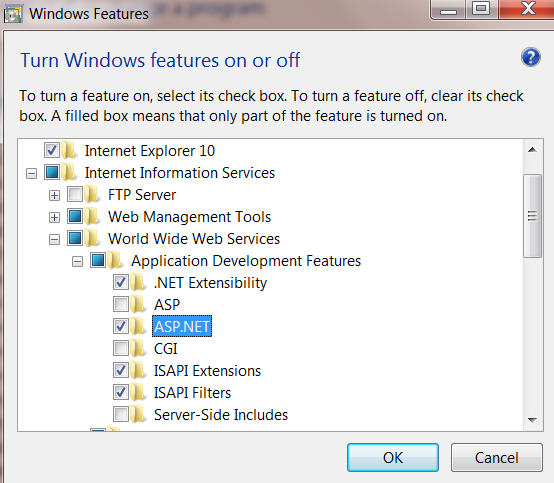 a program
Windows Features
Turn Windows features on or off
To turn a feature on, select its check box. To turn a feature off, clear its check
box. A filled box means that only part of the feature is turned on.
Internet Explorer 10
Internet Information Services
FTP Server
Web Management Tools
World Wide Web Services
Application Development Features
.NET Extensibility
ASP
ASP.NET
CGI
ISAPI Extensions
ISAPI Filters
Server-Side Includes
OK
Cancel